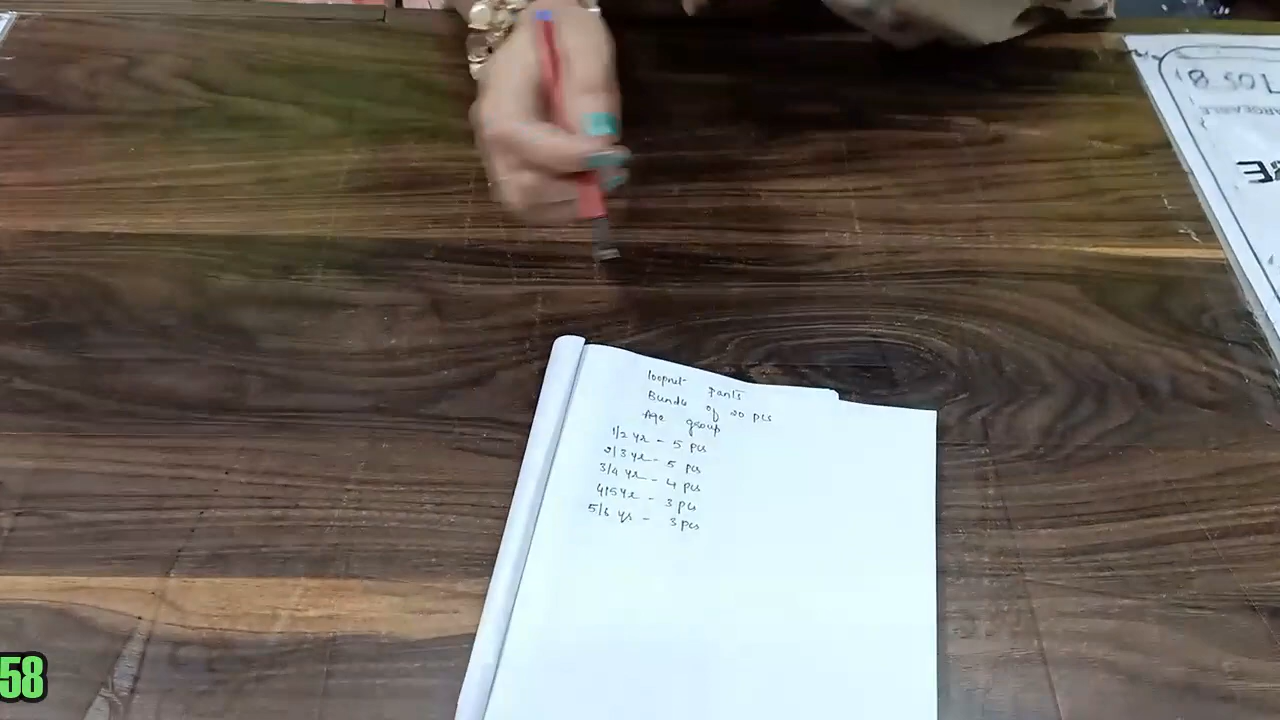 loopnet pants
Bundle of 20 pcs
Age group
1/2 yr - 5 pcs
2/3 yr - 5 pcs
3/4 yr - 4 pcs
4/5 yr - 3 pcs
5/6 yr - 3 pcs
58